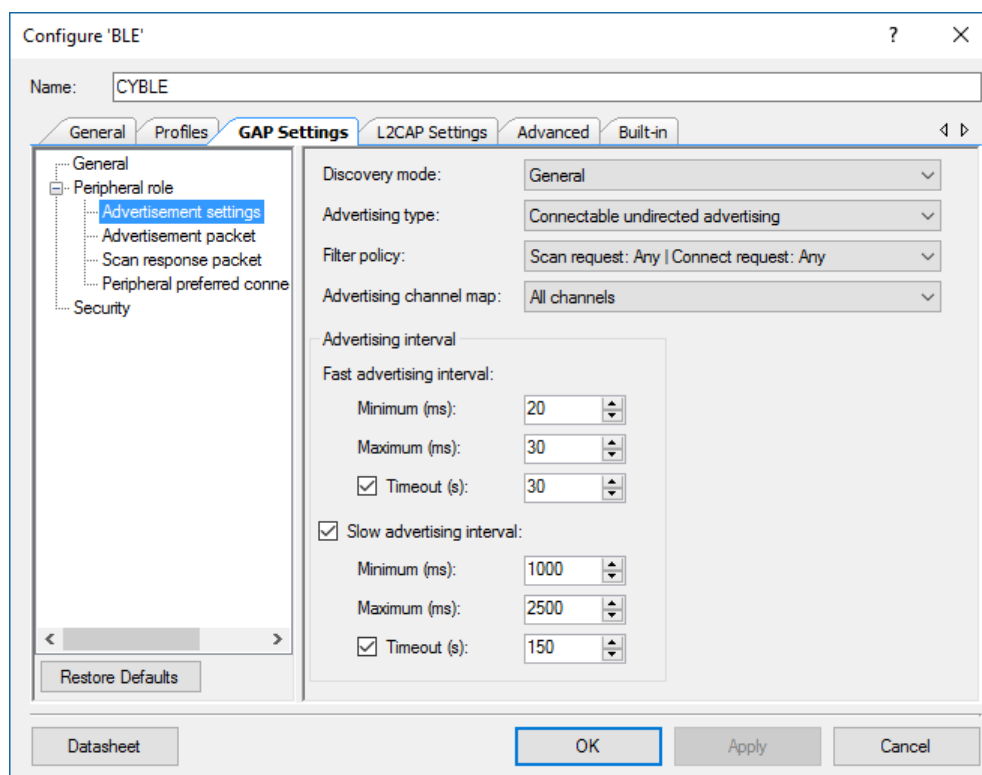 Configure 'BLE'
Name: CYBLE
General Profiles GAP Settings L2CAP Settings Advanced Built-in
General
Peripheral role
Advertisement settings
Advertisement packet
Scan response packet
Peripheral preferred conne
Security
Restore Defaults
Discovery mode: General
Advertising type: Connectable undirected advertising
Filter policy: Scan request: Any | Connect request: Any
Advertising channel map: All channels
Advertising interval
Fast advertising interval:
Minimum (ms): 20
Maximum (ms): 30
Timeout (s): 30
Slow advertising interval:
Minimum (ms): 1000
Maximum (ms): 2500
Timeout (s): 150
Datasheet OK Apply Cancel